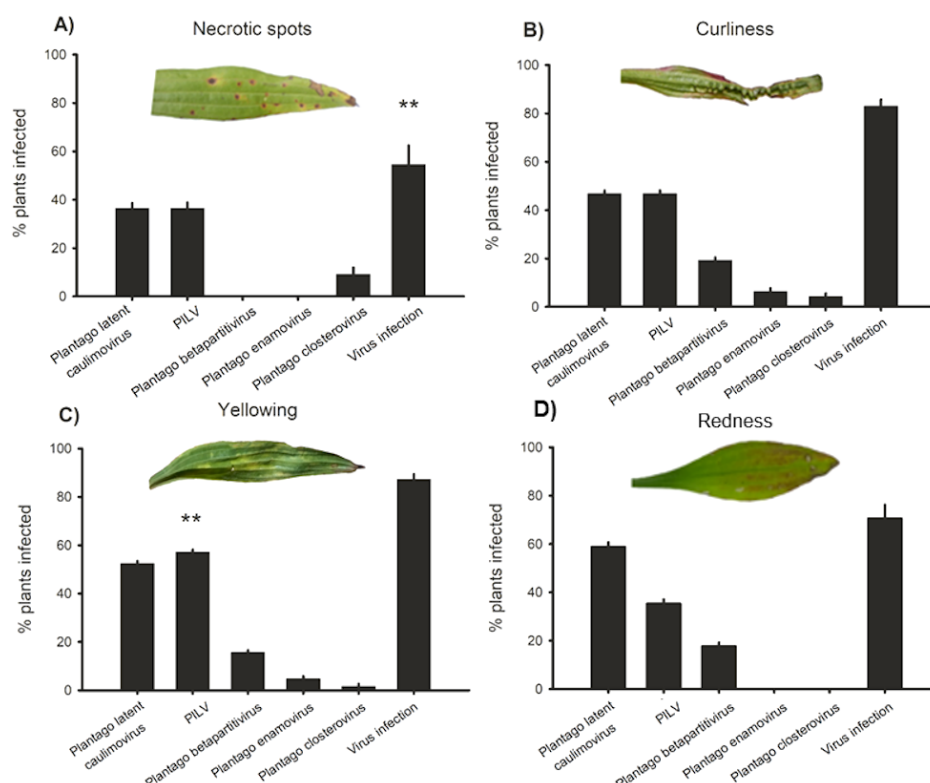 A)
Necrotic spots
% plants infected
100
80
60
40
20
0
**
Plantago latent
caulimovirus
PILV
Plantago betapartitivirus
Plantago enamovirus
Plantago closterovirus
Virus infection
B)
Curliness
% plants infected
100
80
60
40
20
0
Plantago latent
caulimovirus
PILV
Plantago betapartitivirus
Plantago enamovirus
Plantago closterovirus
Virus infection
C)
Yellowing
% plants infected
100
80
60
40
20
0
**
Plantago latent
caulimovirus
PILV
Plantago betapartitivirus
Plantago enamovirus
Plantago closterovirus
Virus infection
D)
Redness
% plants infected
100
80
60
40
20
0
Plantago latent
caulimovirus
PILV
Plantago betapartitivirus
Plantago enamovirus
Plantago closterovirus
Virus infection